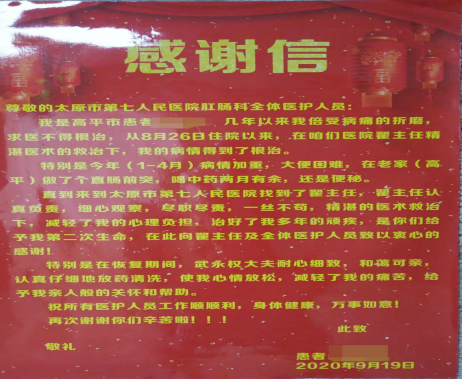 感谢信
尊敬的太原市第七人民医院肛肠科全体医护人员：
我是高平市患者 几年以来我倍受病痛的折磨，
求医不得根治，从8月26日住院以来，在咱们医院翟主任精
湛医术的救治下，我的病情得到了根治。
特别是今年（1-4月）病情加重，大便困难，在老家（高
平）做了个直肠前突，喝中药两月有余，还是便秘。
直到来到太原市第七人民医院找到了翟主任，翟主任认
真负责，细心观察，尽职尽责，一丝不苟，精湛的医术救治
下，减轻了我的心理负担，治好了我多年的顽疾，是你们给
予我第二次生命，在此向翟主任及全体医护人员致以衷心的
感谢！
特别是在恢复期间，武永权大夫耐心细致，和蔼可亲，
认真仔细地放药清洗，使我心情放松，减轻了我的痛苦，给
予我亲人般的关怀和帮助。
祝所有医护人员工作顺顺利，身体健康，万事如意！
再次谢谢你们辛苦啦！！！
此致
敬礼
患者
2020年9月19日